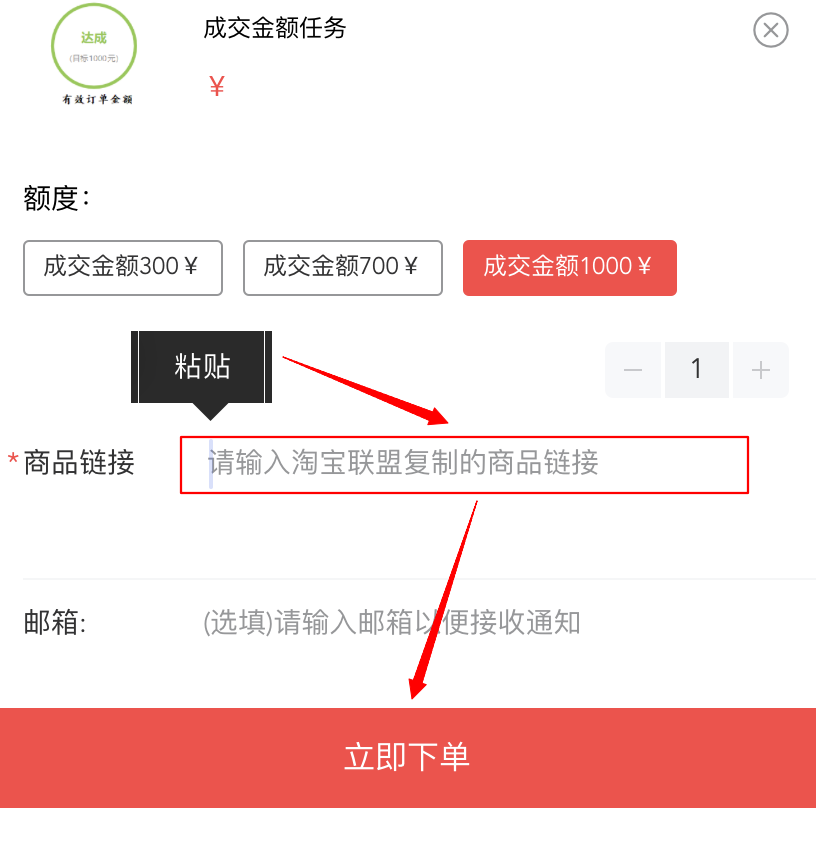 达成
(目标1000元)
有效订单金额
成交金额任务
¥
额度：
成交金额300¥
成交金额700¥
成交金额1000¥
粘贴
1
*商品链接
请输入淘宝联盟复制的商品链接
邮箱:
(选填)请输入邮箱以便接收通知
立即下单